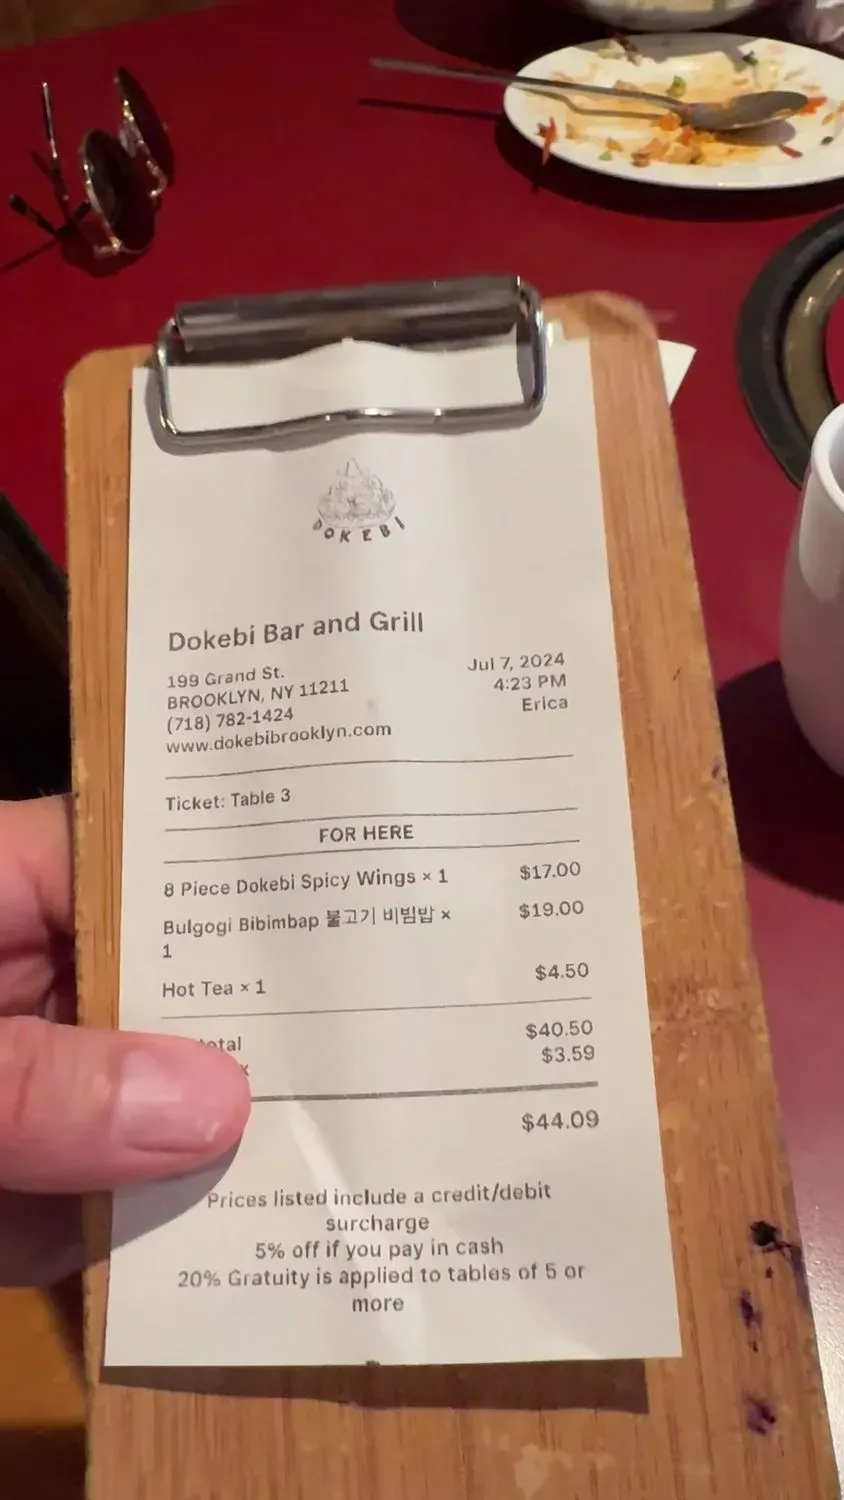 DOKEBI
Dokebi Bar and Grill
199 Grand St.
BROOKLYN, NY 11211
(718) 782-1424
www.dokebibrooklyn.com
Jul 7, 2024
4:23 PM
Erica
Ticket: Table 3
FOR HERE
8 Piece Dokebi Spicy Wings × 1 $17.00
Bulgogi Bibimbap 불고기 비빔밥 × $19.00
1
Hot Tea × 1 $4.50
otal $40.50
x $3.59
$44.09
Prices listed include a credit/debit
surcharge
5% off if you pay in cash
20% Gratuity is applied to tables of 5 or
more